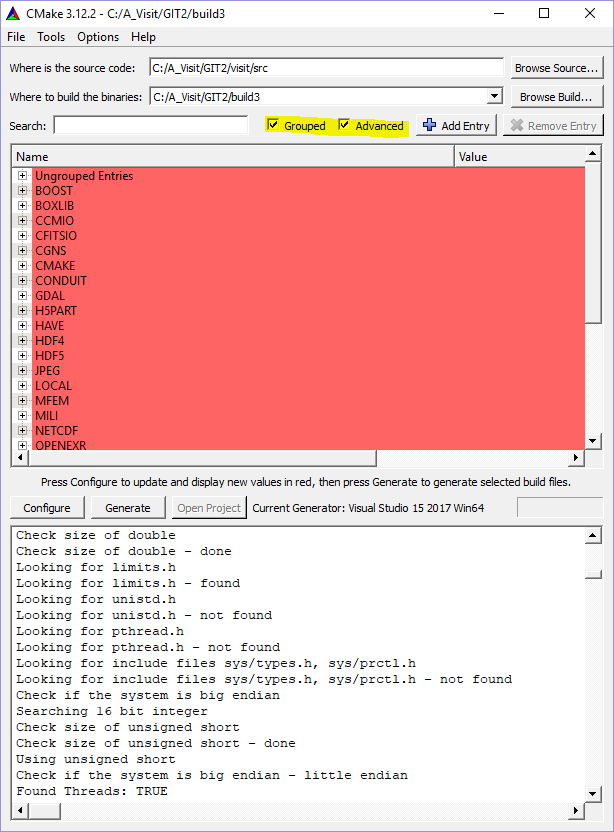 CMake 3.12.2 - C:/A_Visit/GIT2/build3
File Tools Options Help
Where is the source code: C:/A_Visit/GIT2/visit/src Browse Source...
Where to build the binaries: C:/A_Visit/GIT2/build3 Browse Build...
Search: Grouped Advanced Add Entry Remove Entry
Name Value
Ungrouped Entries
BOOST
BOXLIB
CCMIO
CFITSIO
CGNS
CMAKE
CONDUIT
GDAL
H5PART
HAVE
HDF4
HDF5
JPEG
LOCAL
MFEM
MILI
NETCDF
OPENEXR
Press Configure to update and display new values in red, then press Generate to generate selected build files.
Configure Generate Open Project Current Generator: Visual Studio 15 2017 Win64
Check size of double
Check size of double - done
Looking for limits.h
Looking for limits.h - found
Looking for unistd.h
Looking for unistd.h - not found
Looking for pthread.h
Looking for pthread.h - not found
Looking for include files sys/types.h, sys/prctl.h
Looking for include files sys/types.h, sys/prctl.h - not found
Check if the system is big endian
Searching 16 bit integer
Check size of unsigned short
Check size of unsigned short - done
Using unsigned short
Check if the system is big endian - little endian
Found Threads: TRUE